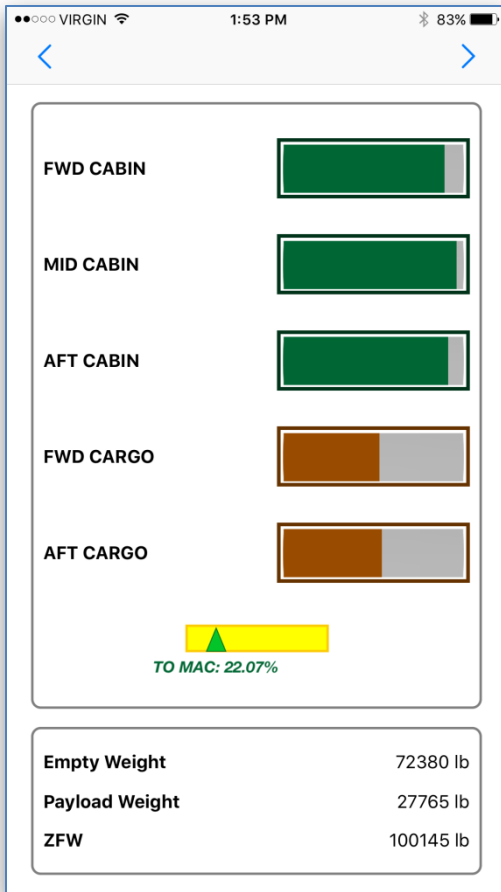 VIRGIN 1:53 PM 83%
FWD CABIN
MID CABIN
AFT CABIN
FWD CARGO
AFT CARGO
TO MAC: 22.07%
Empty Weight 72380 lb
Payload Weight 27765 lb
ZFW 100145 lb